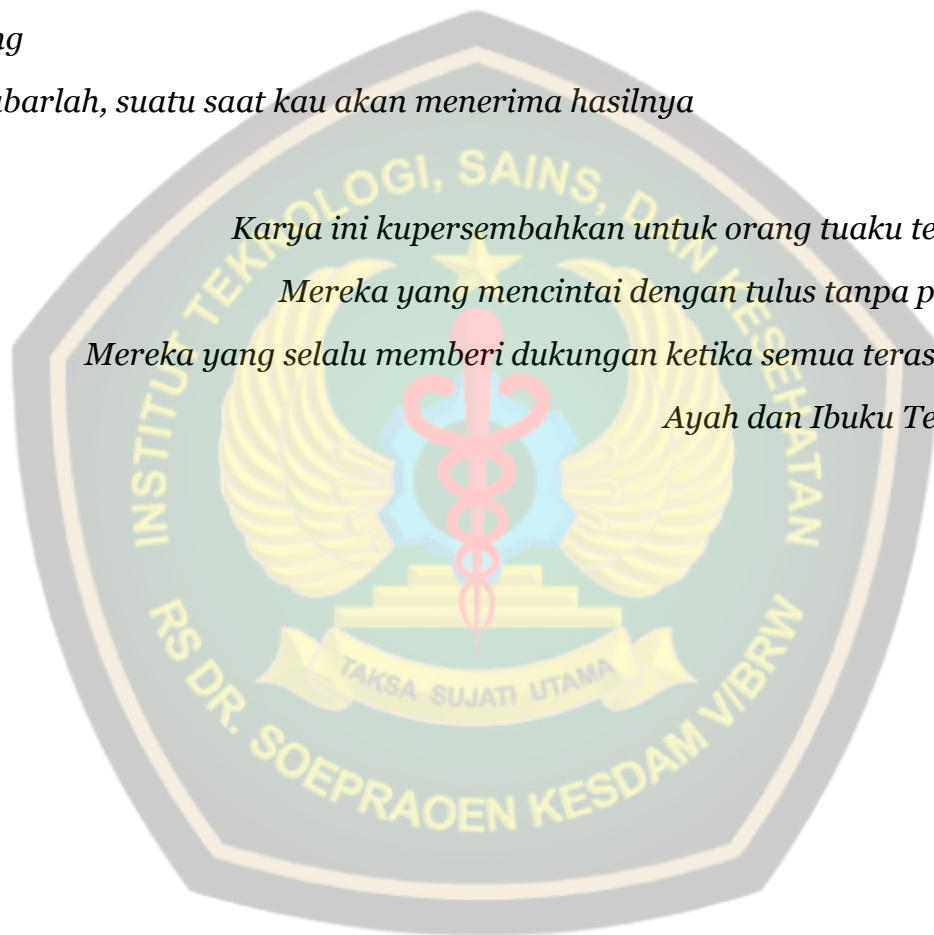 ng
abarlah, suatu saat kau akan menerima hasilnya
Karya ini kupersembahkan untuk orang tuaku te
Mereka yang mencintai dengan tulus tanpa p
Mereka yang selalu memberi dukungan ketika semua teras
Ayah dan Ibuku Te
INSTITUT TEKNOLOGI, SAINS, DAN KESEHATAN
TAKSA SUJATI UTAMA
RS DR. SOEPRAOEN KESDAM V/BRW